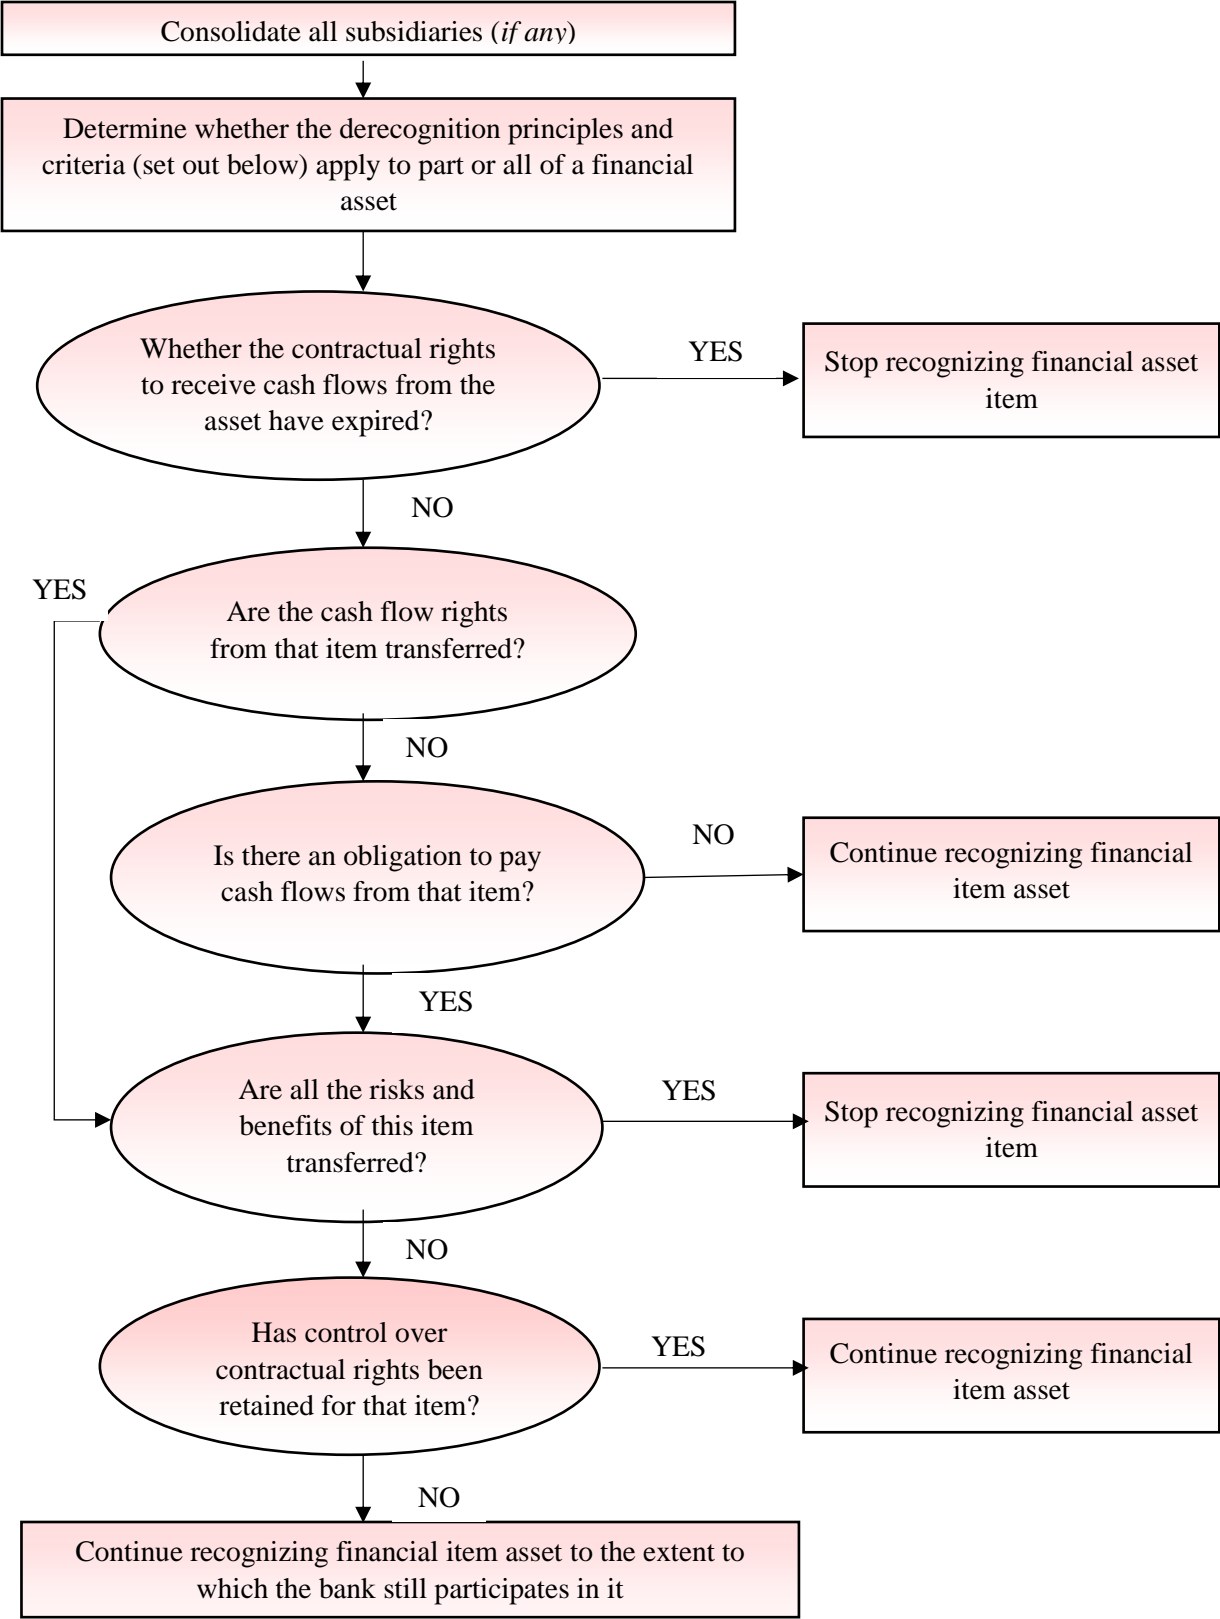 Consolidate all subsidiaries (if any)
Determine whether the derecognition principles and
criteria (set out below) apply to part or all of a financial
asset
Whether the contractual rights
to receive cash flows from the
asset have expired?
YES
Stop recognizing financial asset
item
NO
YES
Are the cash flow rights
from that item transferred?
NO
Is there an obligation to pay
cash flows from that item?
NO
Continue recognizing financial
item asset
YES
Are all the risks and
benefits of this item
transferred?
YES
Stop recognizing financial asset
item
NO
Has control over
contractual rights been
retained for that item?
YES
Continue recognizing financial
item asset
NO
Continue recognizing financial item asset to the extent to
which the bank still participates in it